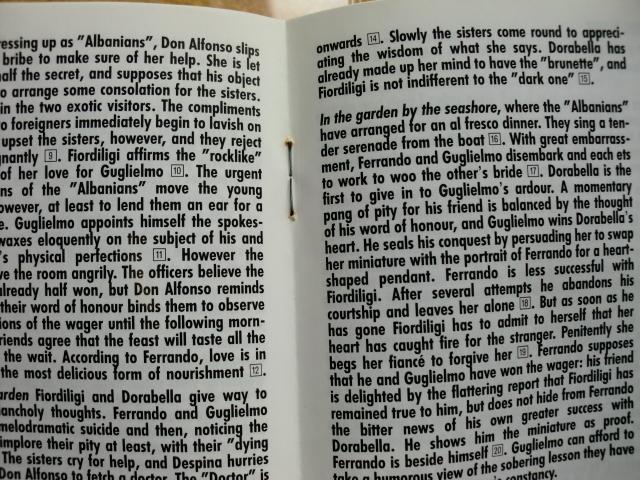 ressing up as "Albanians", Don Alfonso slips
bribe to make sure of her help. She is let
half the secret, and supposes that his object
o arrange some consolation for the sisters.
in the two exotic visitors. The compliments
o foreigners immediately begin to lavish on
upset the sisters, however, and they reject
gnantly 9. Fiordiligi affirms the "rocklike"
of her love for Guglielmo 10. The urgent
ns of the "Albanians" move the young
owever, at least to lend them an ear for a
e. Guglielmo appoints himself the spokes-
waxes eloquently on the subject of his and
's physical perfections 11. However the
ve the room angrily. The officers believe the
already half won, but Don Alfonso reminds
their word of honour binds them to observe
ions of the wager until the following morn-
friends agree that the feast will taste all the
the wait. According to Ferrando, love is in
the most delicious form of nourishment 12.
arden Fiordiligi and Dorabella give way to
ancholy thoughts. Ferrando and Guglielmo
melodramatic suicide and then, noticing the
implore their pity at least, with their "dying
The sisters cry for help, and Despina hurries
Don Alfonso to fetch a doctor. The "Doctor" is
onwards 14. Slowly the sisters come round to appreci-
ating the wisdom of what she says. Dorabella has
already made up her mind to have the "brunette", and
Fiordiligi is not indifferent to the "dark one" 15.
In the garden by the seashore, where the "Albanians"
have arranged for an al fresco dinner. They sing a ten-
der serenade from the boat 16. With great embarrass-
ment, Ferrando and Guglielmo disembark and each ets
to work to woo the other's bride 17. Dorabella is the
first to give in to Guglielmo's ardour. A momentary
pang of pity for his friend is balanced by the thought
of his word of honour, and Guglielmo wins Dorabella's
heart. He seals his conquest by persuading her to swap
her miniature with the portrait of Ferrando for a heart-
shaped pendant. Ferrando is less successful with
Fiordiligi. After several attempts he abandons his
courtship and leaves her alone 18. But as soon as he
has gone Fiordiligi has to admit to herself that her
heart has caught fire for the stranger. Penitently she
begs her fiancé to forgive her 19. Ferrando supposes
that he and Guglielmo have won the wager: his friend
is delighted by the flattering report that Fiordiligi has
remained true to him, but does not hide from Ferrando
the bitter news of his own greater success with
Dorabella. He shows him the miniature as proof.
Ferrando is beside himself 20. Guglielmo can afford to
take a humorous view of the sobering lesson they have
constancy.